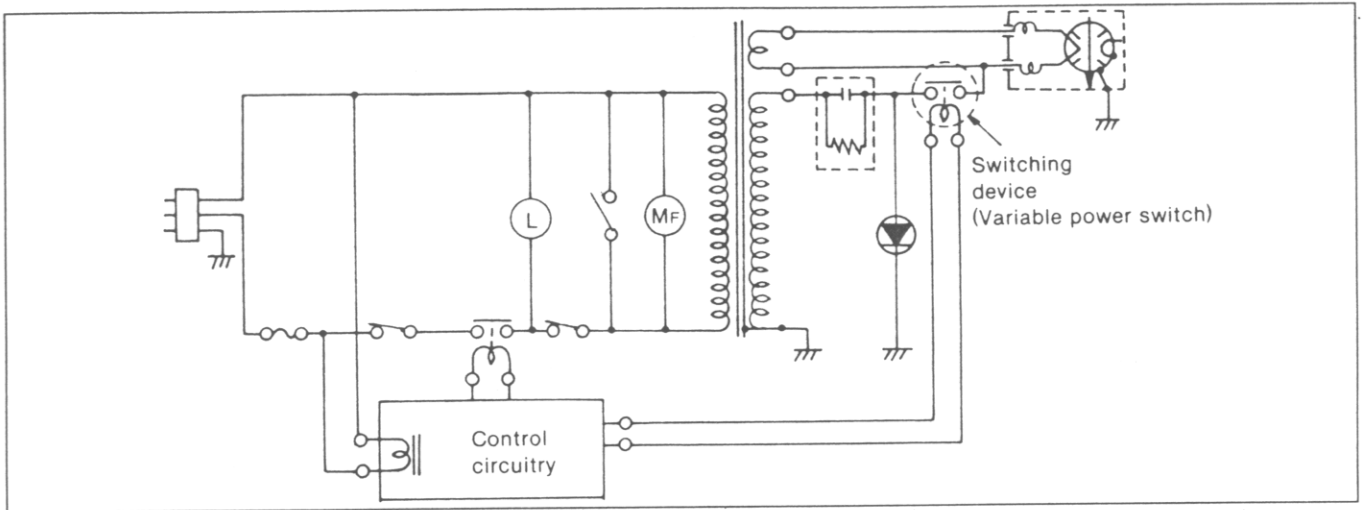 L
MF
Switching
device
(Variable power switch)
Control
circuitry